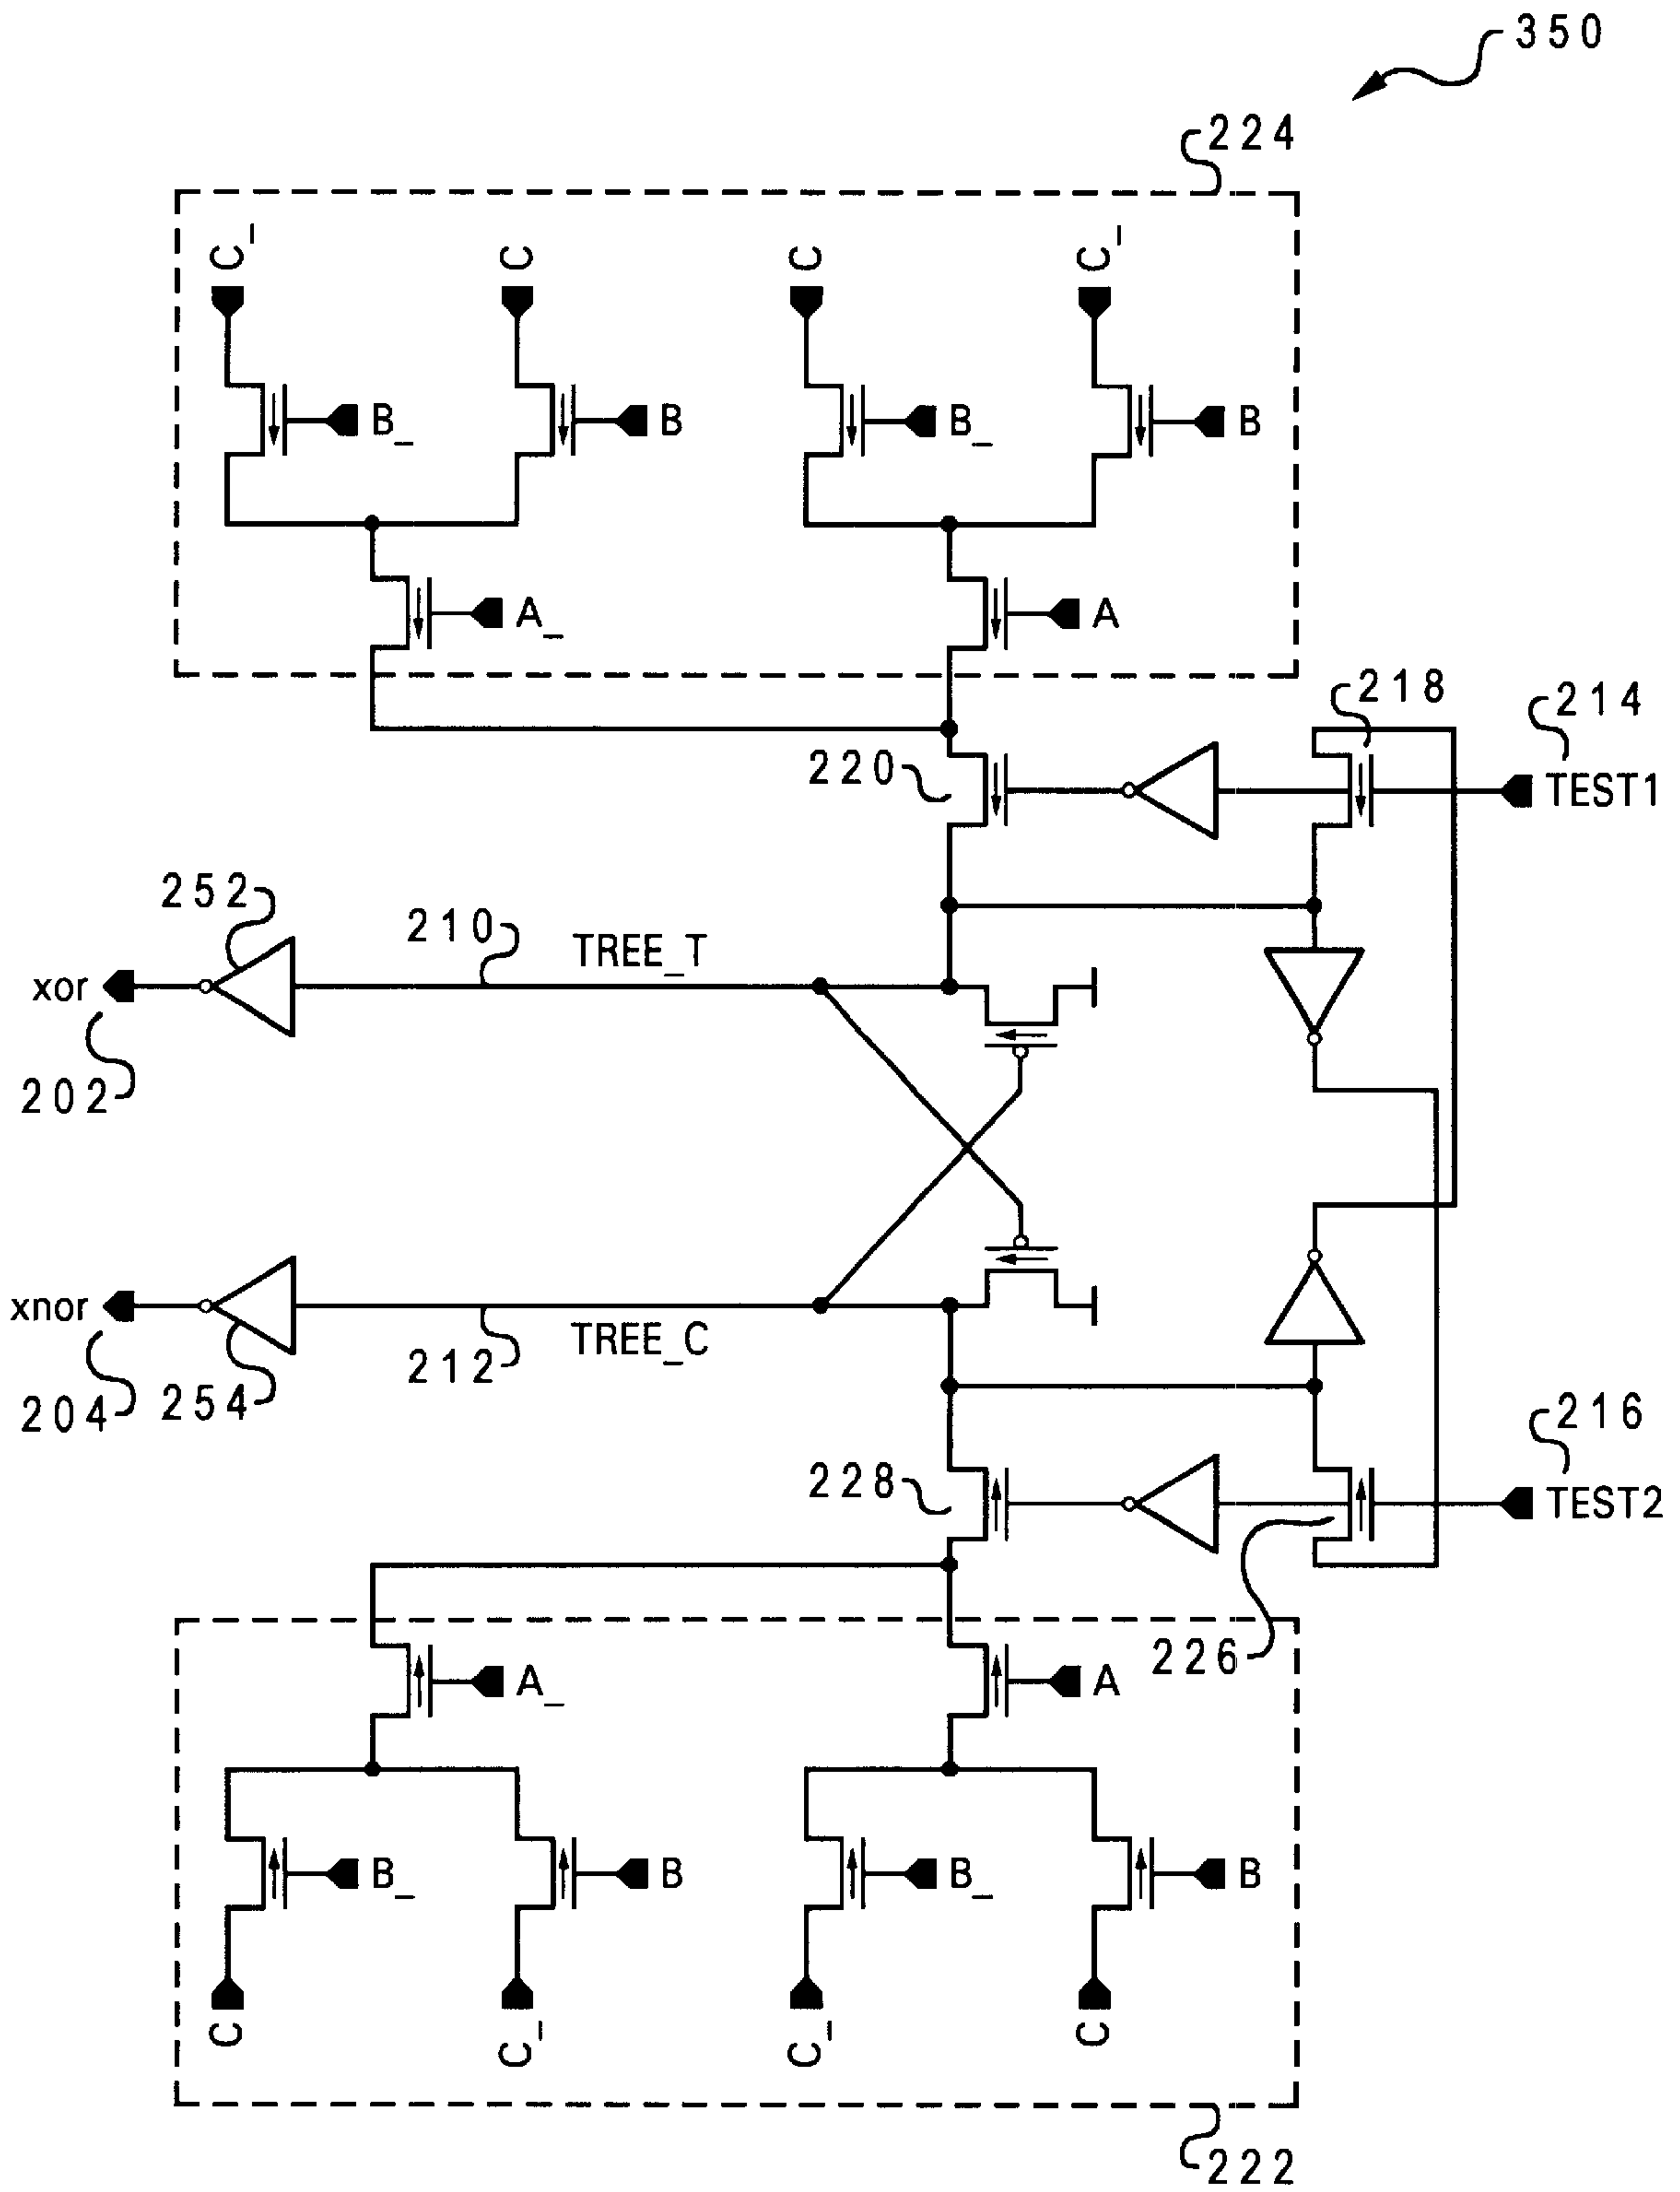 350
224
C_
C
C
C_
B_
B
B_
B
A_
A
218
214
220
TEST1
252
210
TREE_T
xor
202
xnor
212
TREE_C
204
254
216
228
TEST2
226
A_
A
B_
B
B_
B
C
C_
C_
C
222